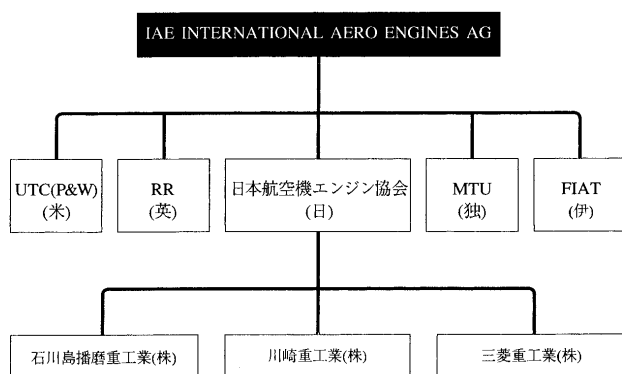 IAE INTERNATIONAL AERO ENGINES AG
UTC(P&W)
(米)
RR
(英)
日本航空機エンジン協会
(日)
MTU
(独)
FIAT
(伊)
石川島播磨重工業(株)
川崎重工業(株)
三菱重工業(株)